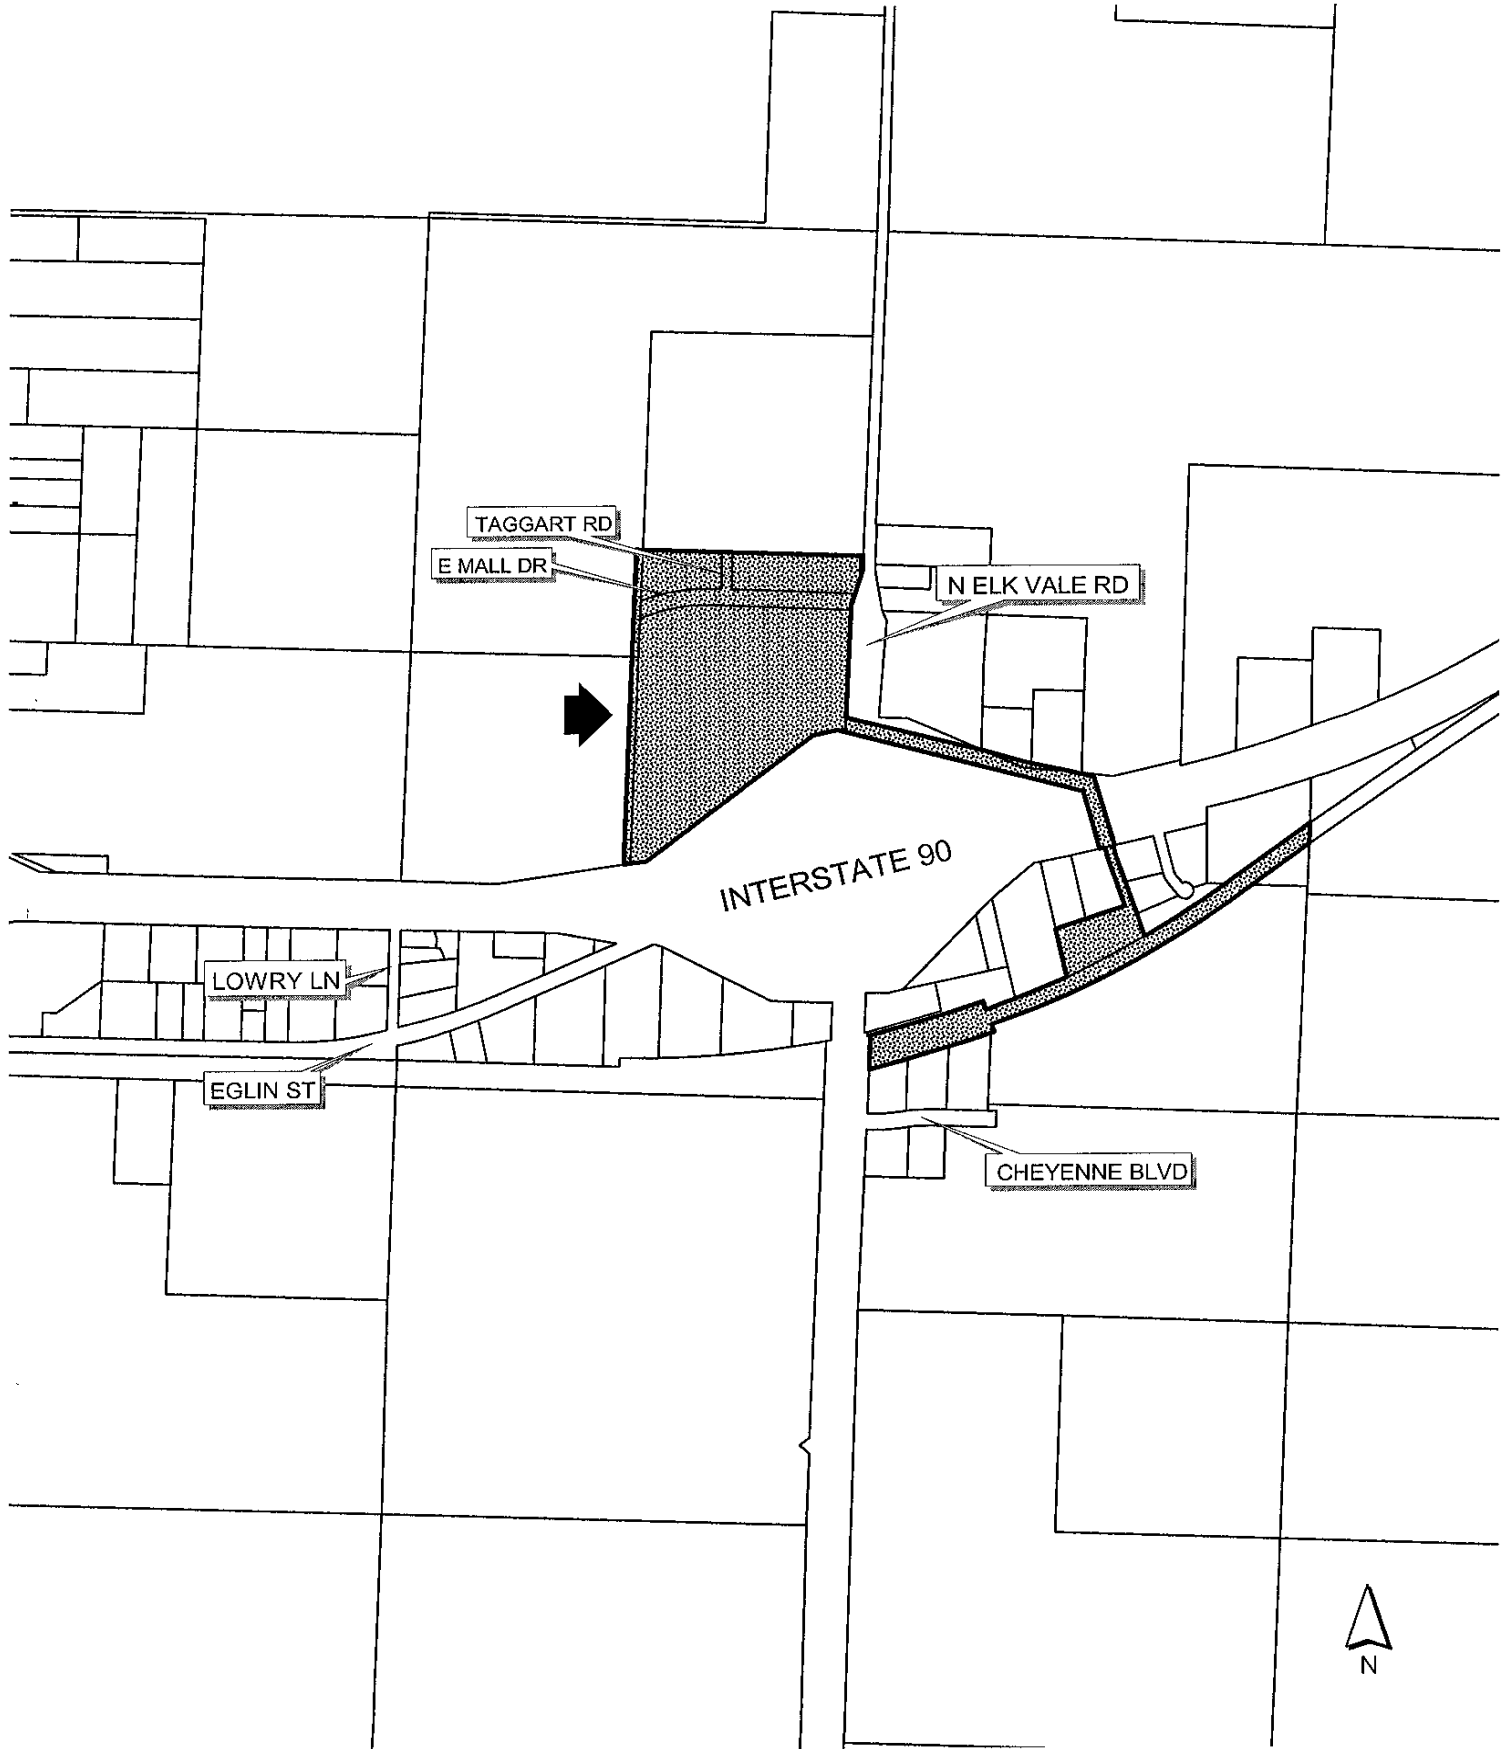 TAGGART RD
E MALL DR
N ELK VALE RD
INTERSTATE 90
LOWRY LN
EGLIN ST
CHEYENNE BLVD
N